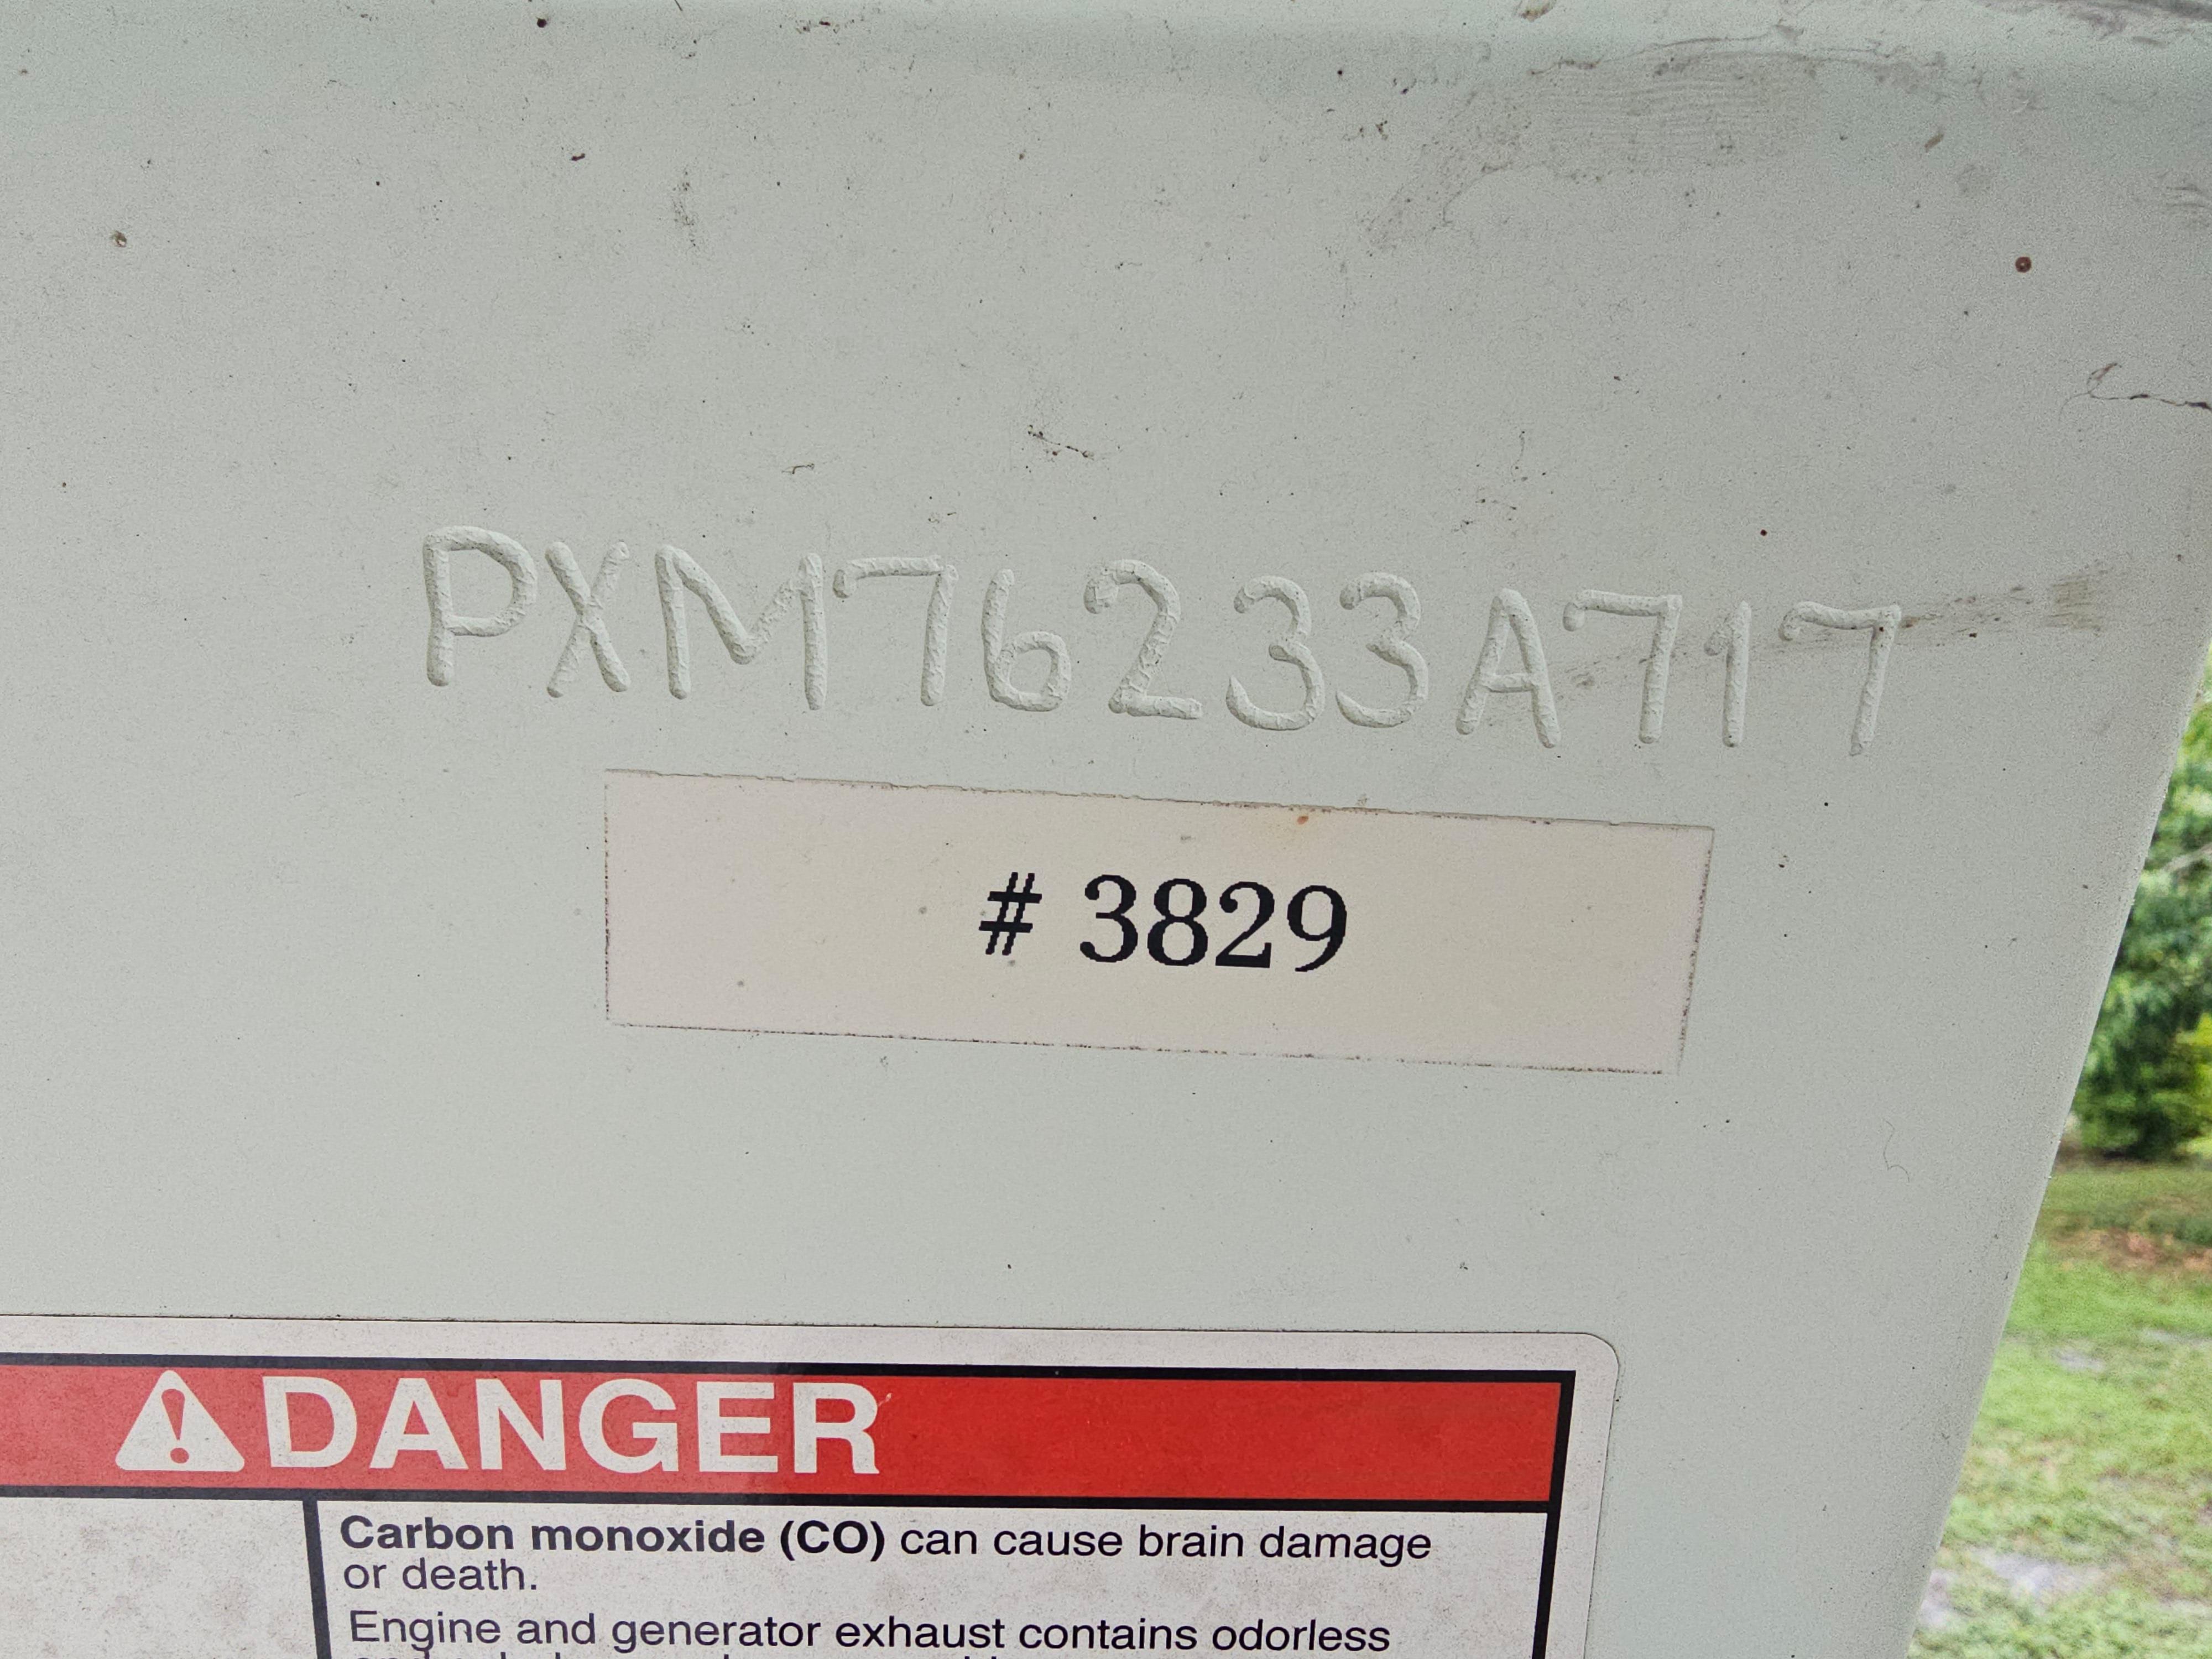 PXM76233A717
# 3829
DANGER
Carbon monoxide (CO) can cause brain damage
or death.
Engine and generator exhaust contains odorless